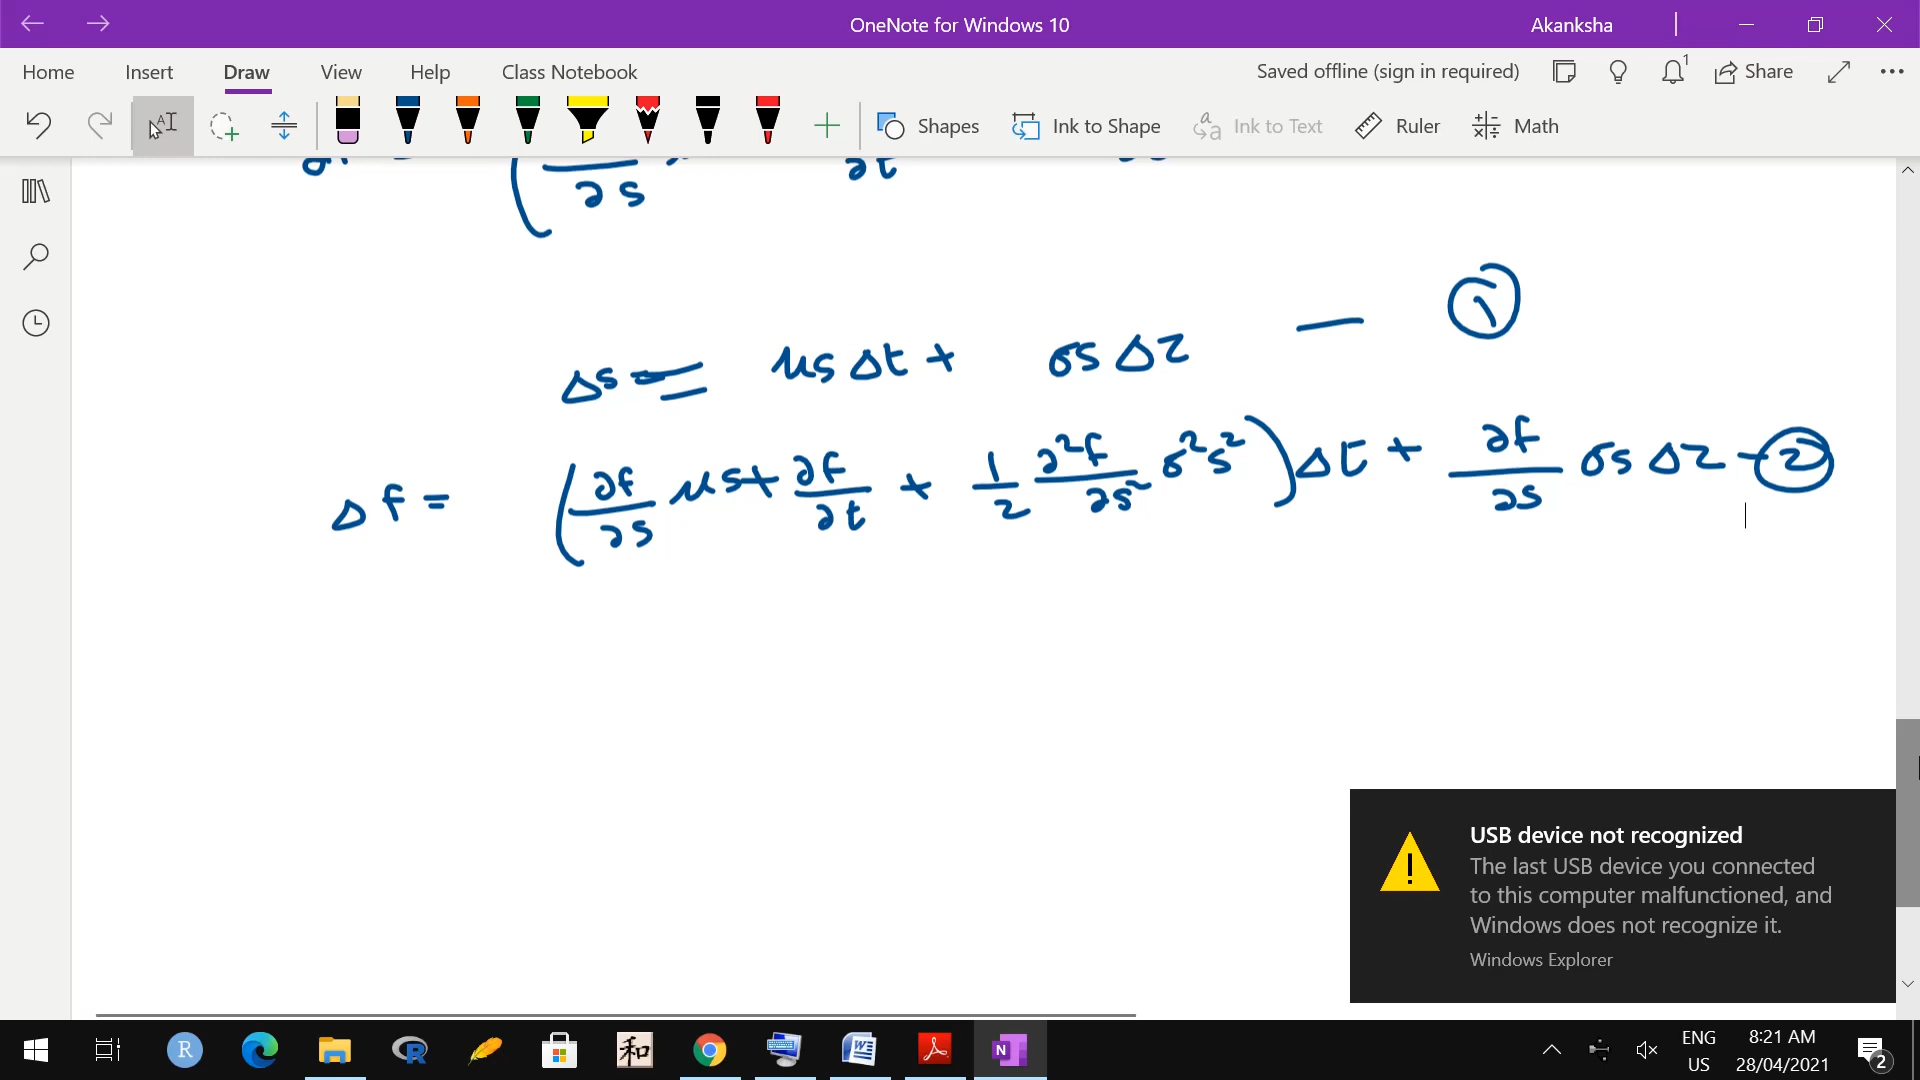 OneNote for Windows 10
Akanksha
Home Insert Draw View Help Class Notebook
Saved offline (sign in required) 1 Share
Shapes Ink to Shape Ink to Text Ruler Math
∂s ∂t
Δs = μs Δt + σs Δz — ①
Δf = (∂f/∂s μs + ∂f/∂t + 1/2 ∂²f/∂s² σ²s²) Δt + ∂f/∂s σs Δz — ②
USB device not recognized
The last USB device you connected
to this computer malfunctioned, and
Windows does not recognize it.
Windows Explorer
ENG
US
8:21 AM
28/04/2021
2